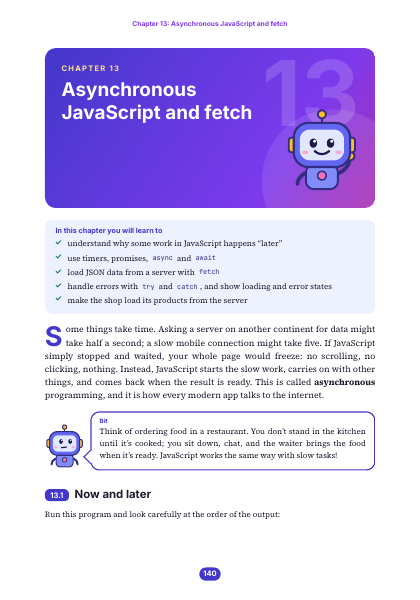 Chapter 13: Asynchronous JavaScript and fetch
13
CHAPTER 13
Asynchronous
JavaScript and fetch
In this chapter you will learn to
understand why some work in JavaScript happens “later”
use timers, promises, async and await
load JSON data from a server with fetch
handle errors with try and catch , and show loading and error states
make the shop load its products from the server
Some things take time. Asking a server on another continent for data might
take half a second; a slow mobile connection might take five. If JavaScript
simply stopped and waited, your whole page would freeze: no scrolling, no
clicking, nothing. Instead, JavaScript starts the slow work, carries on with other
things, and comes back when the result is ready. This is called asynchronous
programming, and it is how every modern app talks to the internet.
Bit
Think of ordering food in a restaurant. You don’t stand in the kitchen
until it’s cooked; you sit down, chat, and the waiter brings the food
when it’s ready. JavaScript works the same way with slow tasks!
13.1 Now and later
Run this program and look carefully at the order of the output:
140